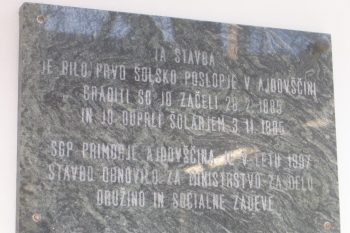 TA STAVBA
JE BILO PRVO ŠOLSKO POSLOPJE V AJDOVŠČINI
GRADITI SO JO ZAČELI 20. 2. 1885
IN JO ODPRLI ŠOLARJEM 3. 11. 1885
SGP PRIMORJE AJDOVŠČINA JE V LETU 1997
STAVBO OBNOVILO ZA MINISTRSTVO ZA DELO
DRUŽINO IN SOCIALNE ZADEVE